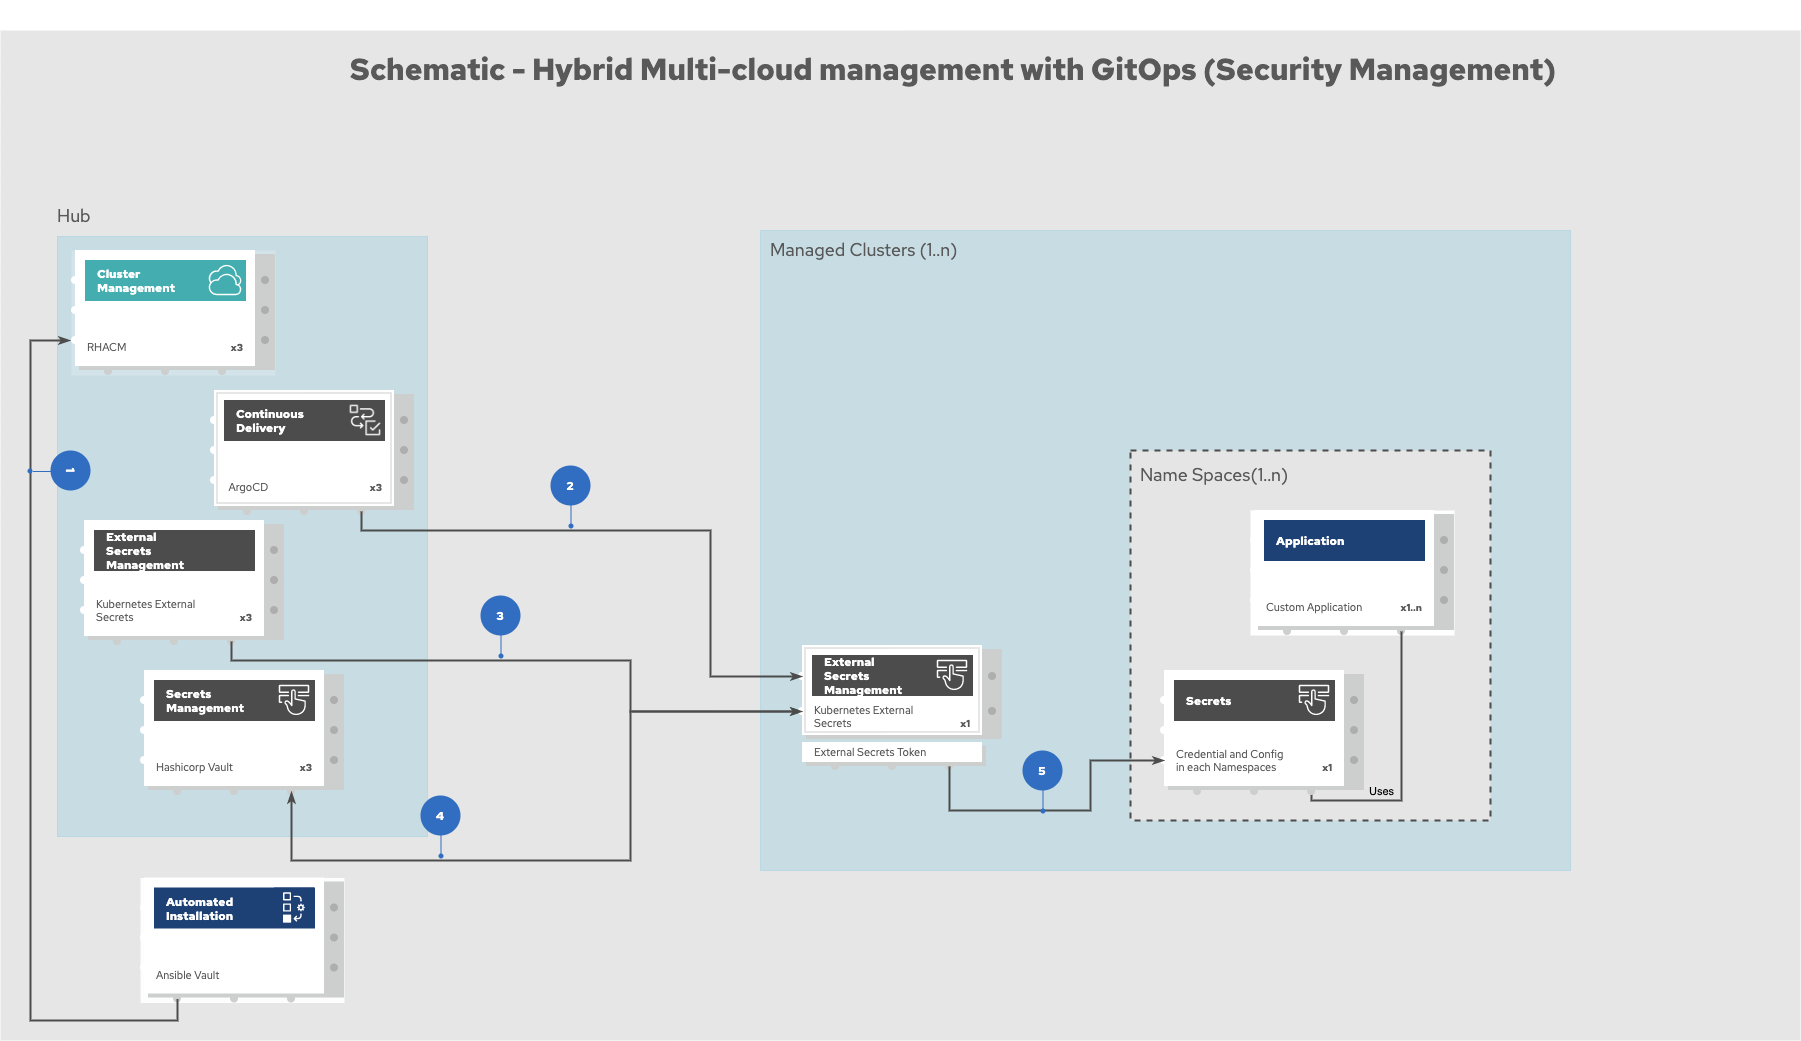 Schematic - Hybrid Multi-cloud management with GitOps (Security Management)
Hub
Cluster
Management
RHACM
x3
Continuous
Delivery
ArgoCD
x3
1
External
Secrets
Management
Kubernetes External
Secrets
x3
Secrets
Management
Hashicorp Vault
x3
Automated
Installation
Ansible Vault
2
3
4
Managed Clusters (1..n)
External
Secrets
Management
Kubernetes External
Secrets
x1
External Secrets Token
5
Name Spaces(1..n)
Application
Custom Application
x1..n
Secrets
Credential and Config
in each Namespaces
x1
Uses